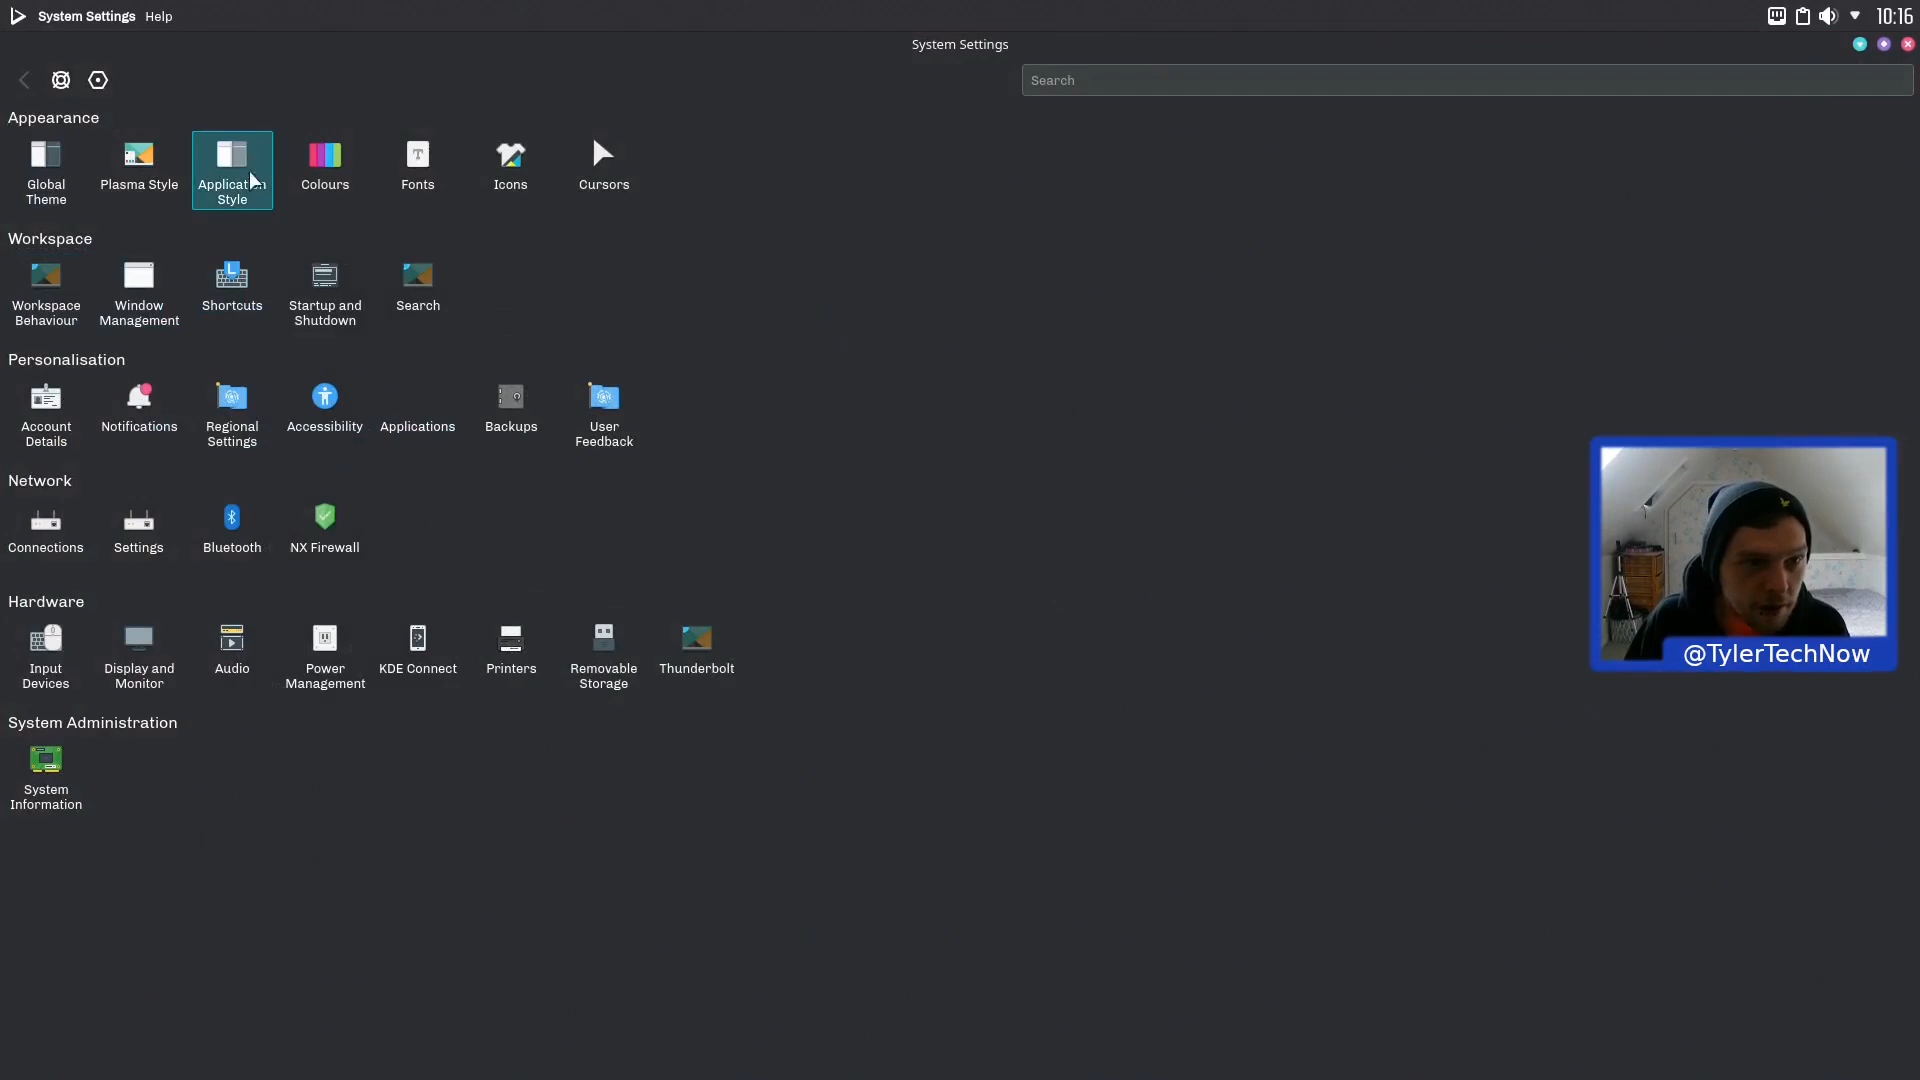 System Settings Help 10:16
System Settings
Search
Appearance
Global Theme
Plasma Style
Application Style
Colours
Fonts
Icons
Cursors
Workspace
Workspace Behaviour
Window Management
Shortcuts
Startup and Shutdown
Search
Personalisation
Account Details
Notifications
Regional Settings
Accessibility
Applications
Backups
User Feedback
Network
Connections
Settings
Bluetooth
NX Firewall
Hardware
Input Devices
Display and Monitor
Audio
Power Management
KDE Connect
Printers
Removable Storage
Thunderbolt
System Administration
System Information
@TylerTechNow